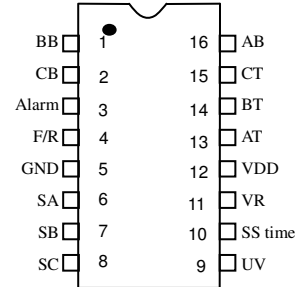 BB 1 16 AB
CB 2 15 CT
Alarm 3 14 BT
F/R 4 13 AT
GND 5 12 VDD
SA 6 11 VR
SB 7 10 SS time
SC 8 9 UV